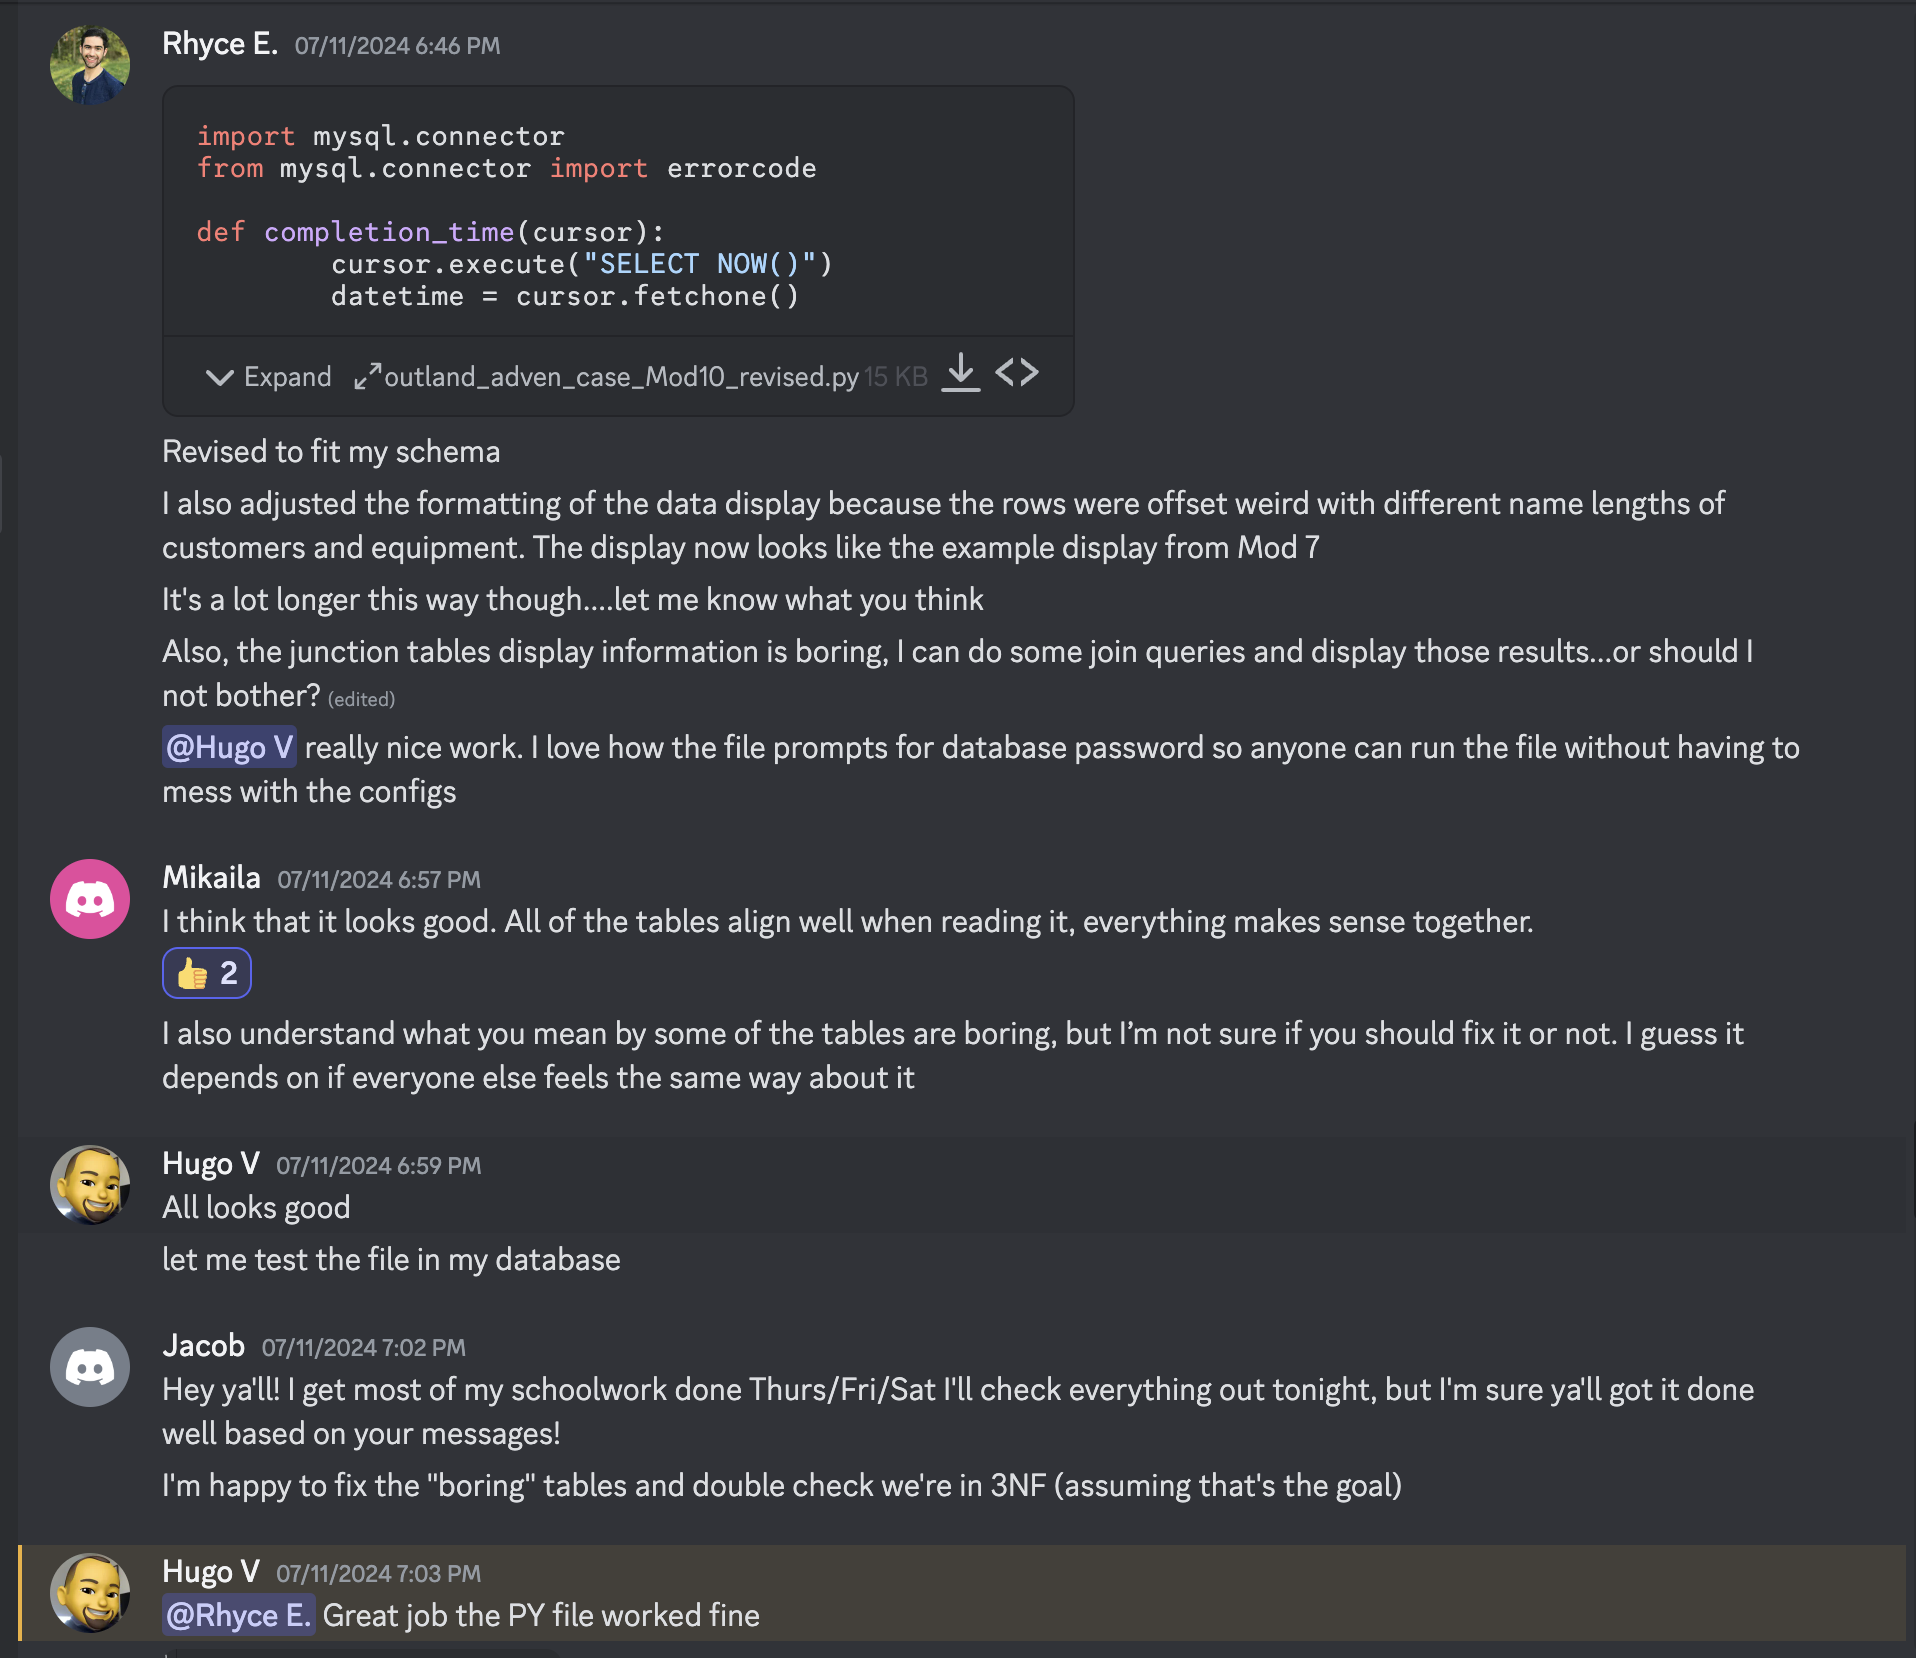 Rhyce E. 07/11/2024 6:46 PM
import mysql.connector
from mysql.connector import errorcode
def completion_time(cursor):
cursor.execute("SELECT NOW()")
datetime = cursor.fetchone()
Expand outland_adven_case_Mod10_revised.py 15 KB
Revised to fit my schema
I also adjusted the formatting of the data display because the rows were offset weird with different name lengths of
customers and equipment. The display now looks like the example display from Mod 7
It's a lot longer this way though....let me know what you think
Also, the junction tables display information is boring, I can do some join queries and display those results...or should I
not bother? (edited)
@Hugo V really nice work. I love how the file prompts for database password so anyone can run the file without having to
mess with the configs
Mikaila 07/11/2024 6:57 PM
I think that it looks good. All of the tables align well when reading it, everything makes sense together.
👍 2
I also understand what you mean by some of the tables are boring, but I’m not sure if you should fix it or not. I guess it
depends on if everyone else feels the same way about it
Hugo V 07/11/2024 6:59 PM
All looks good
let me test the file in my database
Jacob 07/11/2024 7:02 PM
Hey ya'll! I get most of my schoolwork done Thurs/Fri/Sat I'll check everything out tonight, but I'm sure ya'll got it done
well based on your messages!
I'm happy to fix the "boring" tables and double check we're in 3NF (assuming that's the goal)
Hugo V 07/11/2024 7:03 PM
@Rhyce E. Great job the PY file worked fine